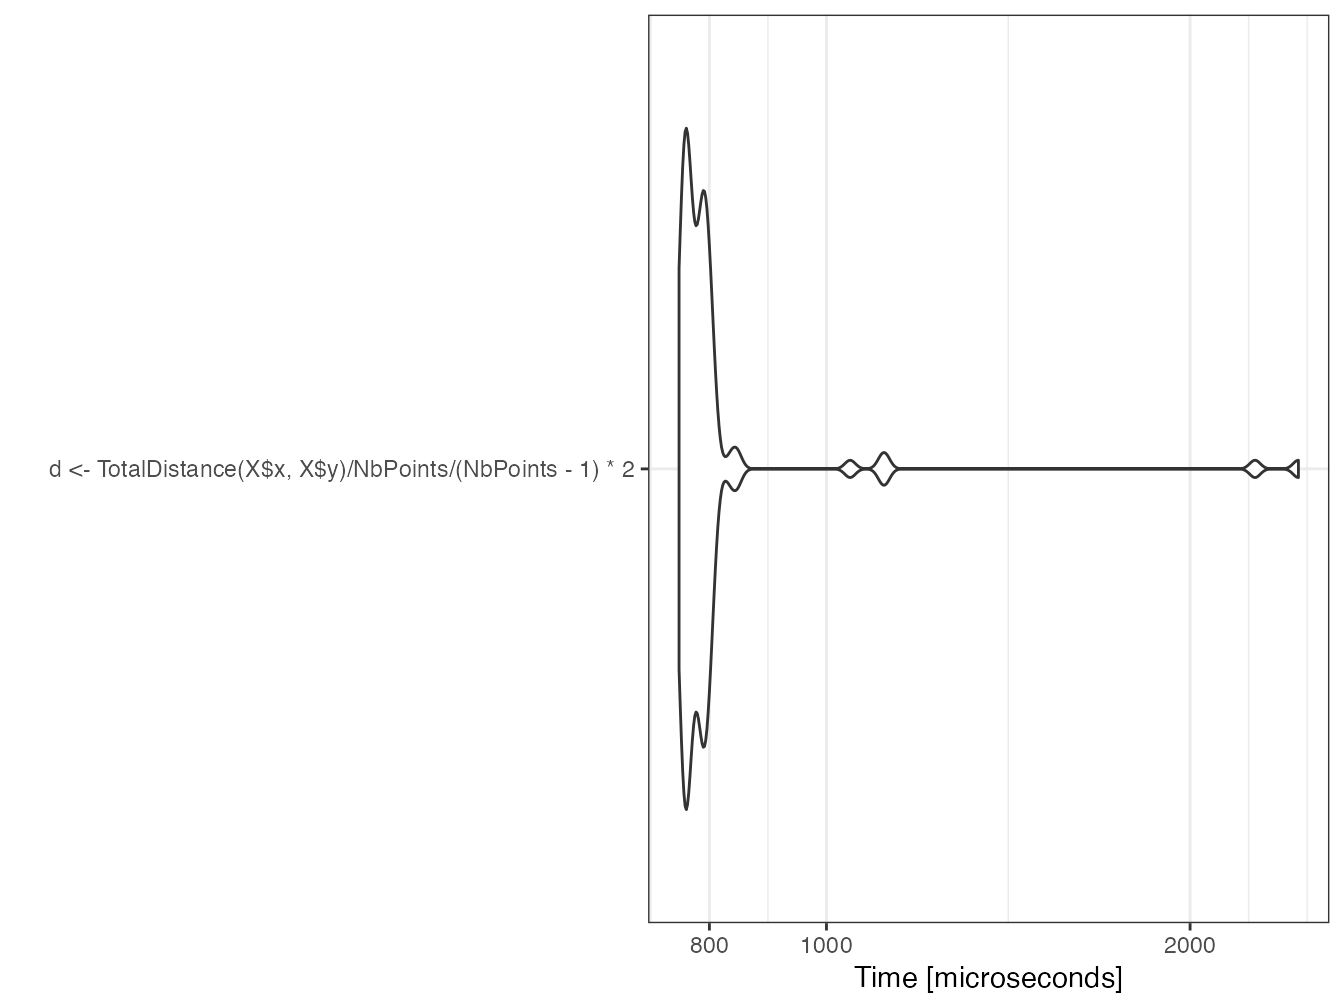 d <- TotalDistance(X$x, X$y)/NbPoints/(NbPoints - 1) * 2
800 1000 2000
Time [microseconds]